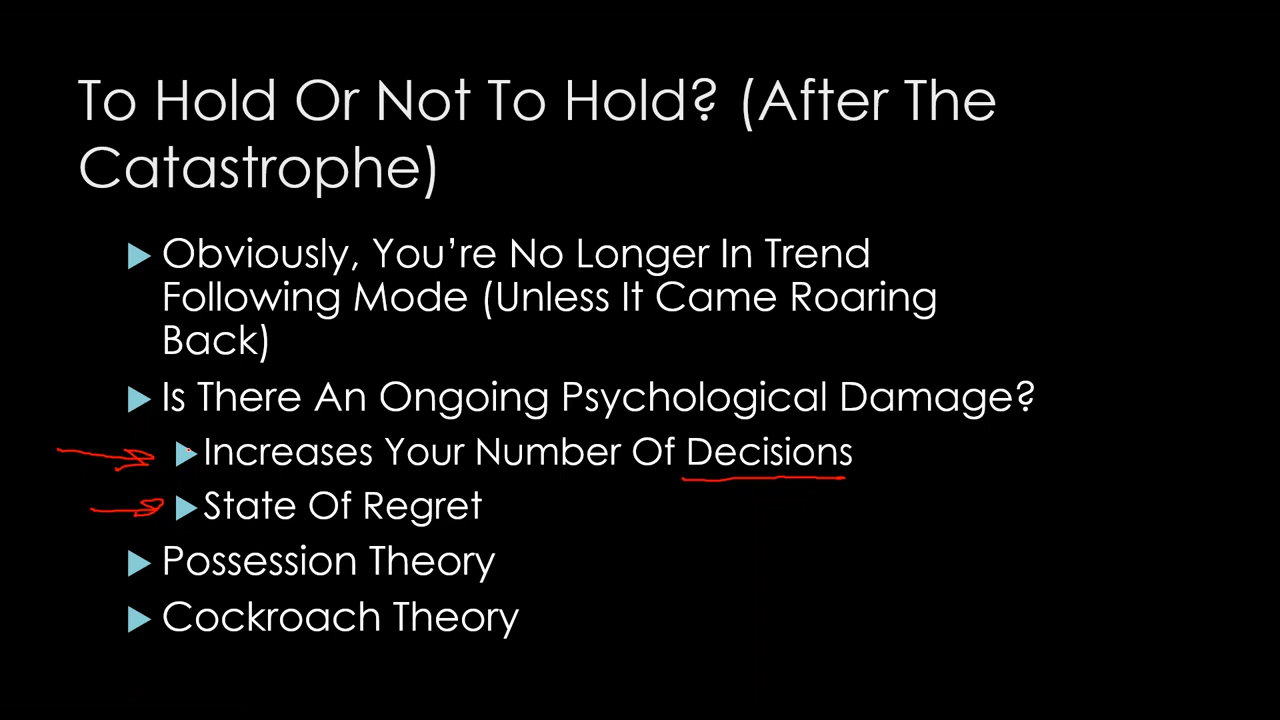 To Hold Or Not To Hold? (After The
Catastrophe)
Obviously, You’re No Longer In Trend
Following Mode (Unless It Came Roaring
Back)
Is There An Ongoing Psychological Damage?
Increases Your Number Of Decisions
State Of Regret
Possession Theory
Cockroach Theory